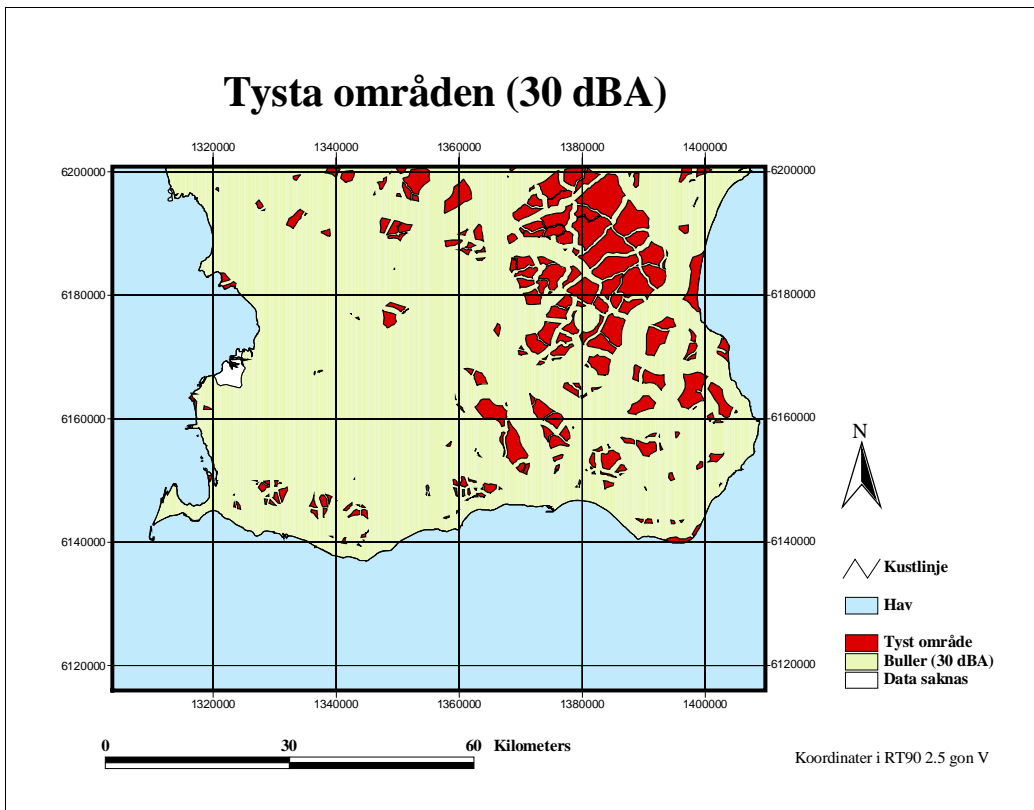 Tysta områden (30 dBA)
1320000 1340000 1360000 1380000 1400000
6200000 6200000
6180000 6180000
6160000 6160000
N
6140000 6140000
Kustlinje
Hav
Tyst område
6120000 6120000
Buller (30 dBA)
Data saknas
1320000 1340000 1360000 1380000 1400000
0 30 60 Kilometers
Koordinater i RT90 2.5 gon V